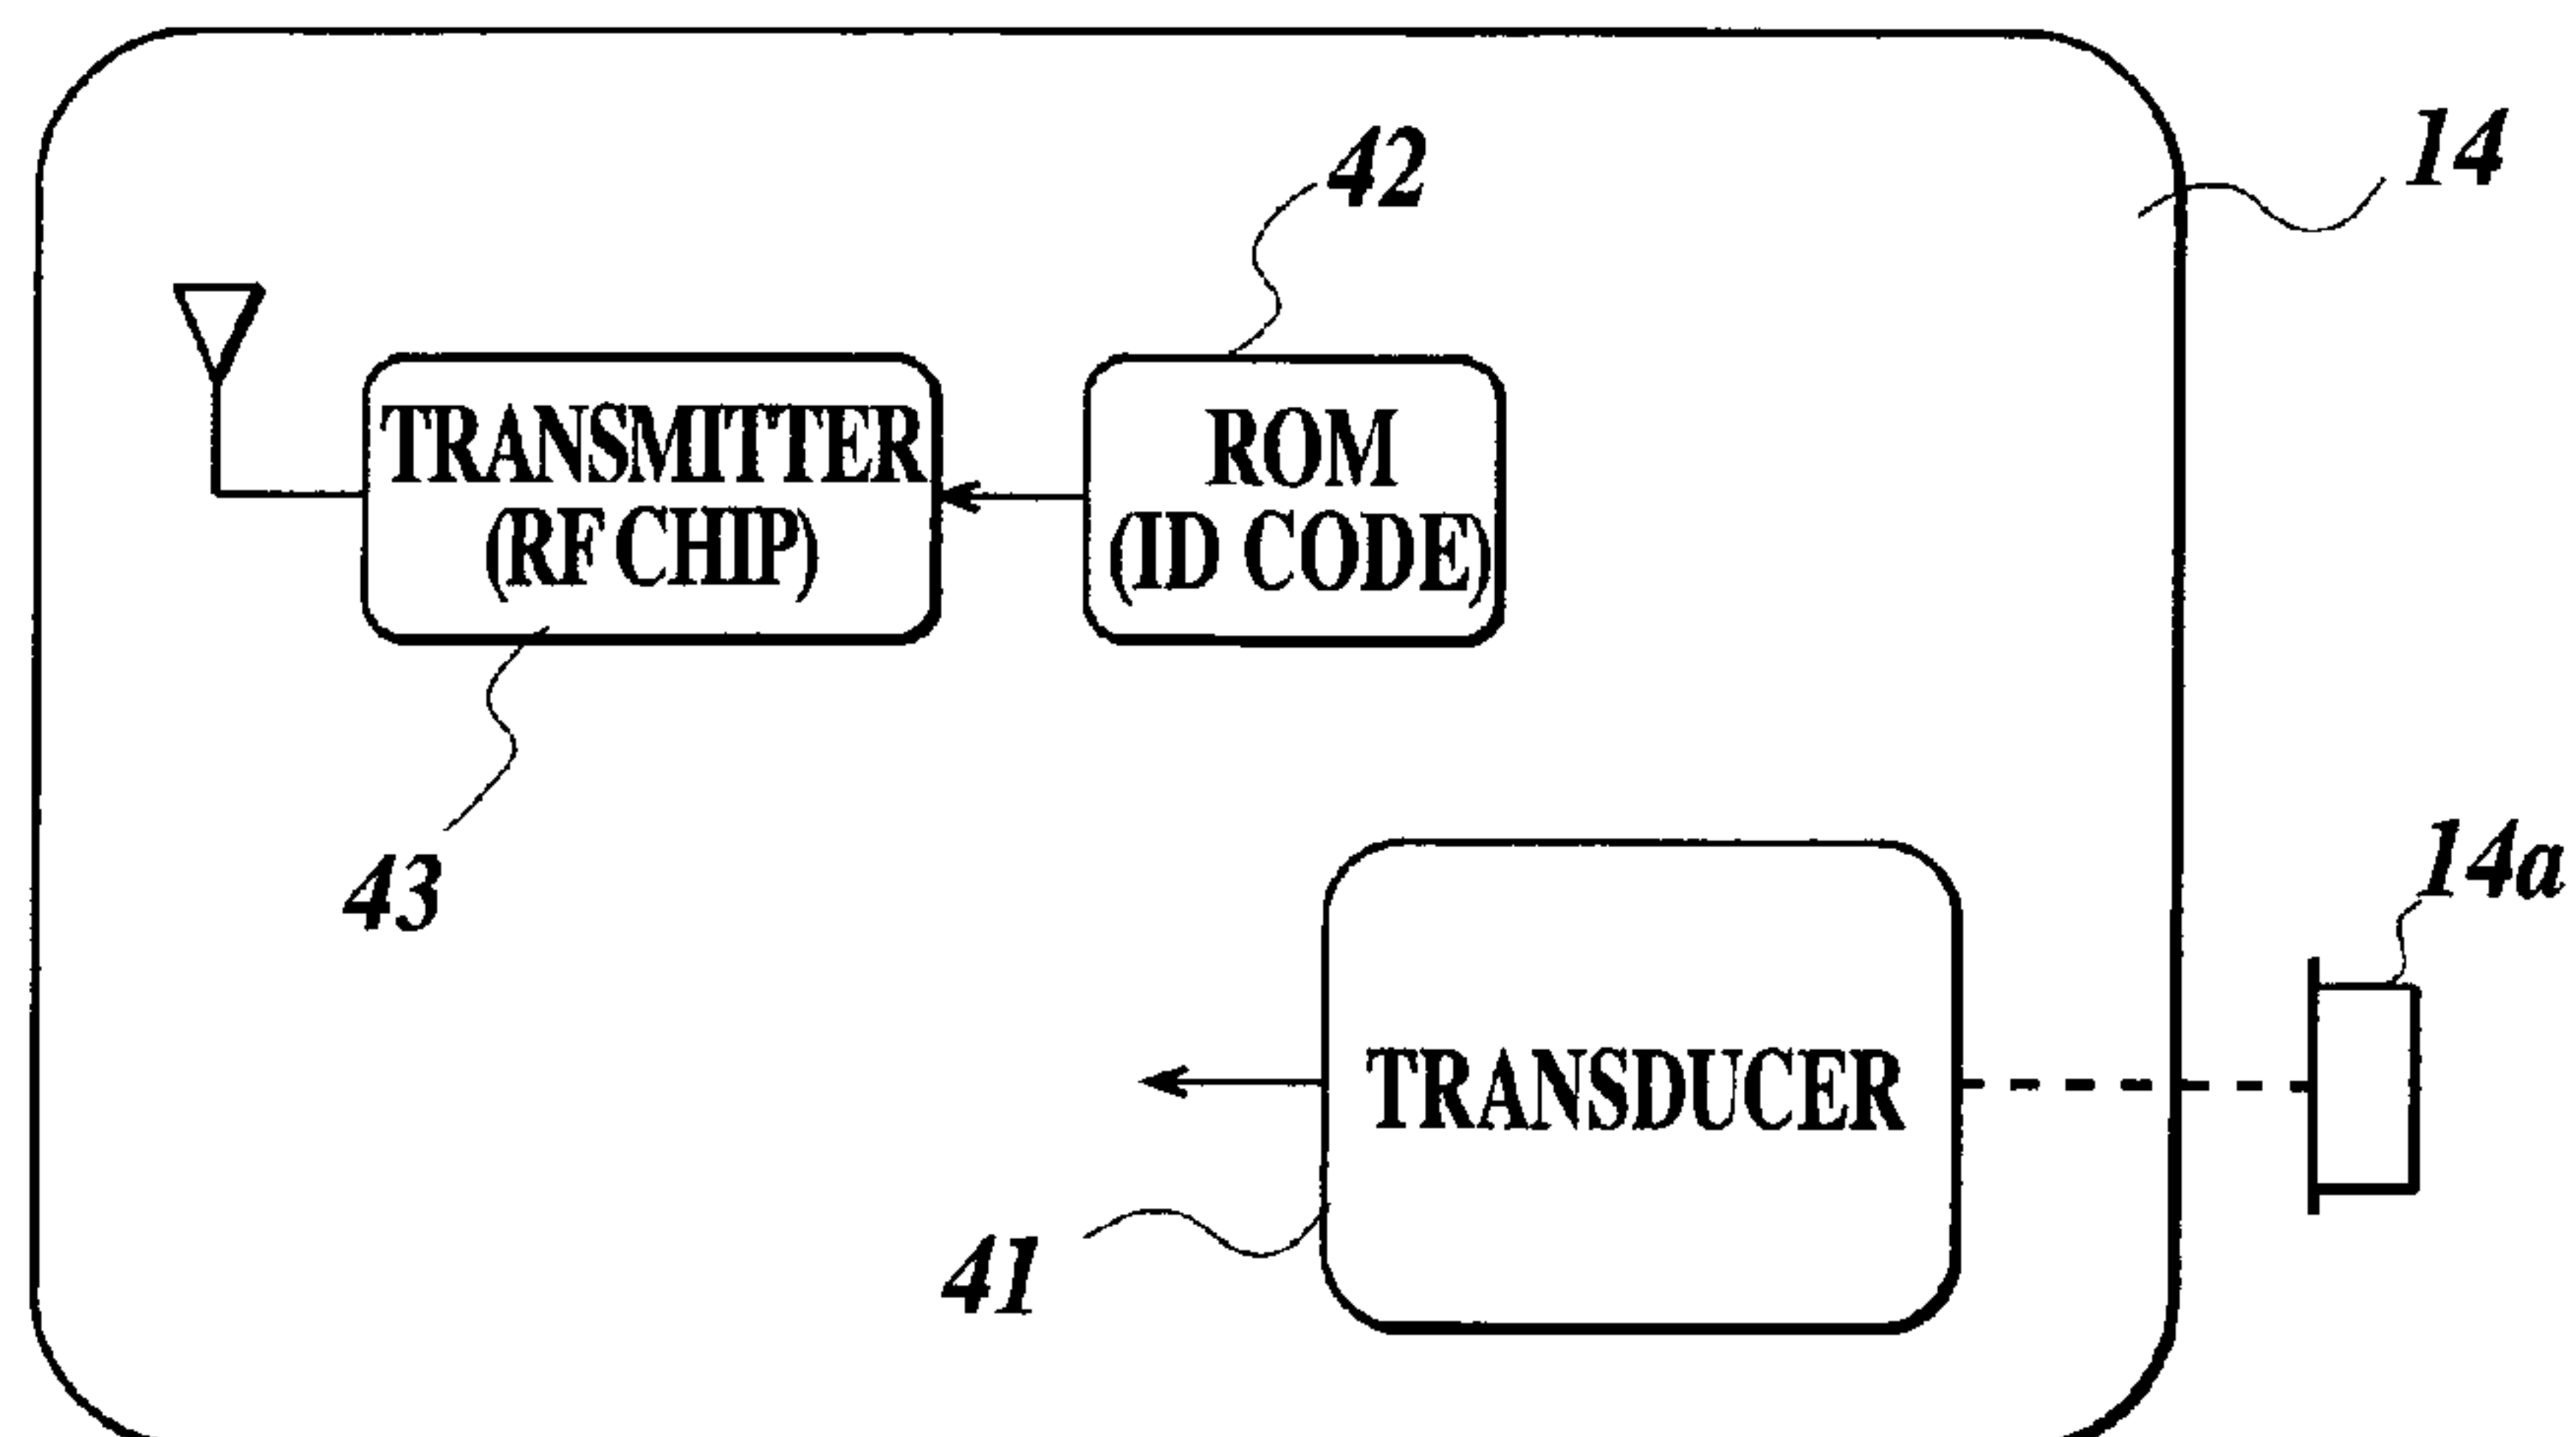 14
42
TRANSMITTER
(RF CHIP)
ROM
(ID CODE)
43
14a
TRANSDUCER
41